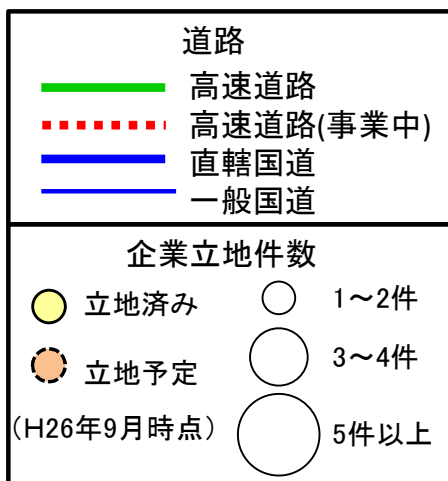 道路
高速道路
高速道路(事業中)
直轄国道
一般国道
企業立地件数
立地済み
1～2件
立地予定
3～4件
（H26年9月時点）
5件以上